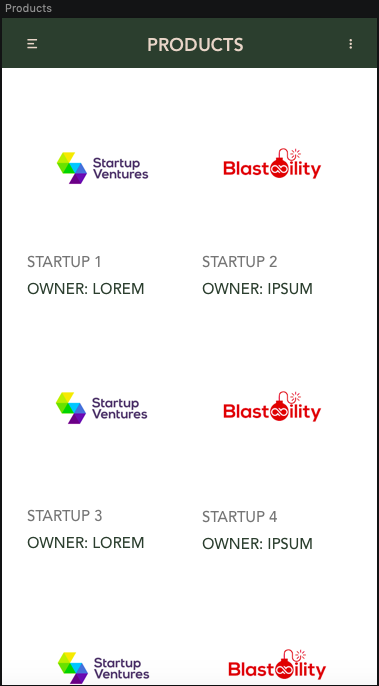 Products
PRODUCTS
Startup
Ventures
Blastability
STARTUP 1
STARTUP 2
OWNER: LOREM
OWNER: IPSUM
Startup
Ventures
Blastability
STARTUP 3
STARTUP 4
OWNER: LOREM
OWNER: IPSUM
Startup
Ventures
Blastability